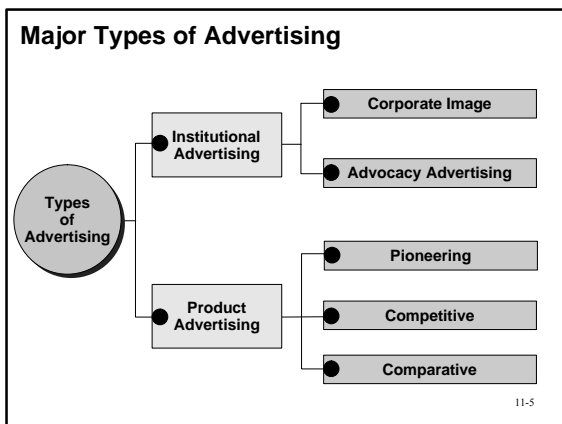 Major Types of Advertising
Corporate Image
Institutional
Advertising
Advocacy Advertising
Types
of
Advertising
Pioneering
Product
Advertising
Competitive
Comparative
11-5